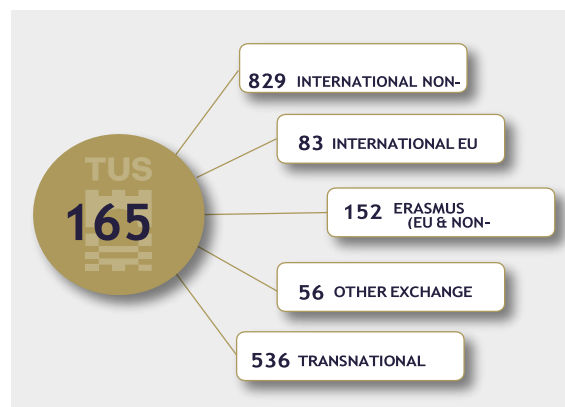 TUS
165
829 INTERNATIONAL NON-
83 INTERNATIONAL EU
152 ERASMUS
(EU & NON-
56 OTHER EXCHANGE
536 TRANSNATIONAL